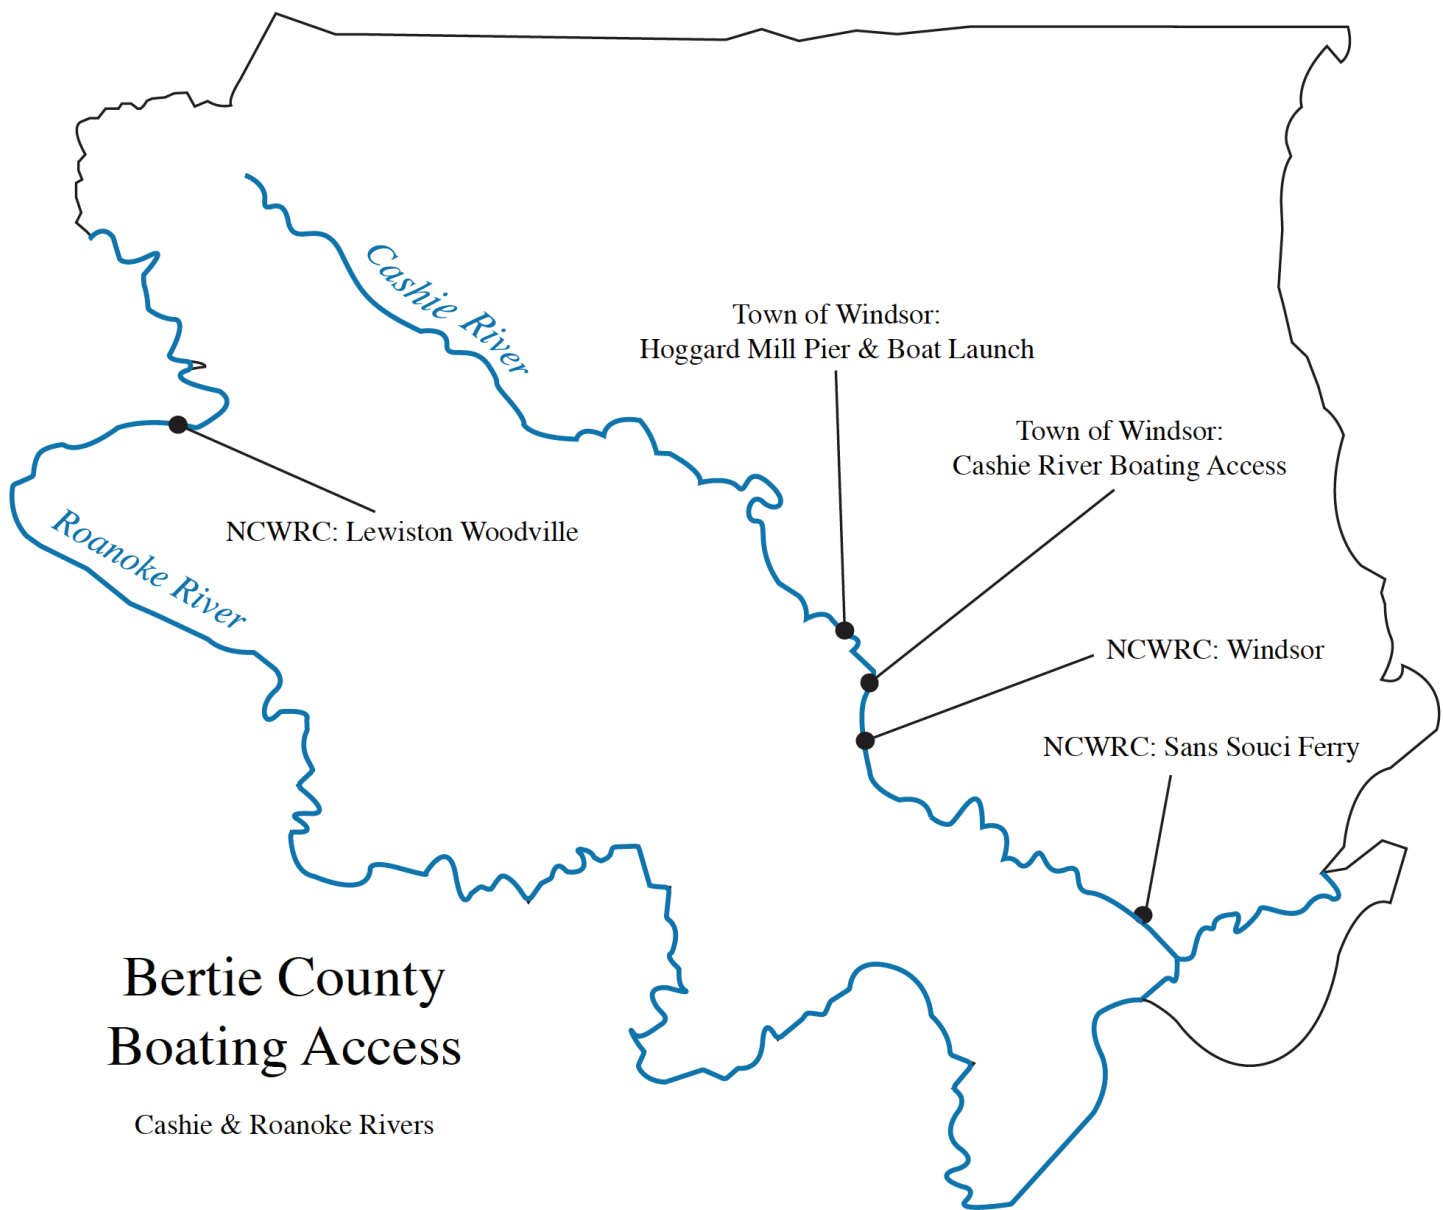 Cashie River
Town of Windsor:
Hoggard Mill Pier & Boat Launch
Town of Windsor:
Cashie River Boating Access
NCWRC: Lewiston Woodville
Roanoke River
NCWRC: Windsor
NCWRC: Sans Souci Ferry
Bertie County
Boating Access
Cashie & Roanoke Rivers